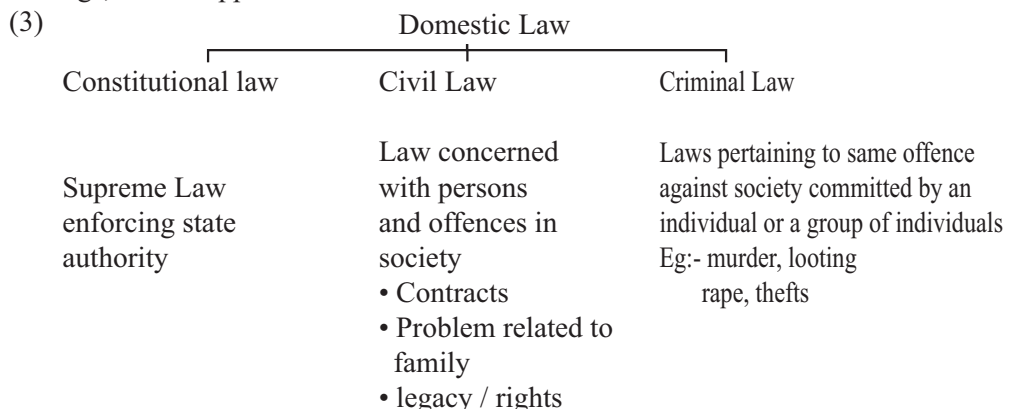 (3)
Domestic Law
Constitutional law
Civil Law
Criminal Law
Supreme Law
enforcing state
authority
Law concerned
with persons
and offences in
society
• Contracts
• Problem related to
family
• legacy / rights
Laws pertaining to same offence
against society committed by an
individual or a group of individuals
Eg:- murder, looting
rape, thefts